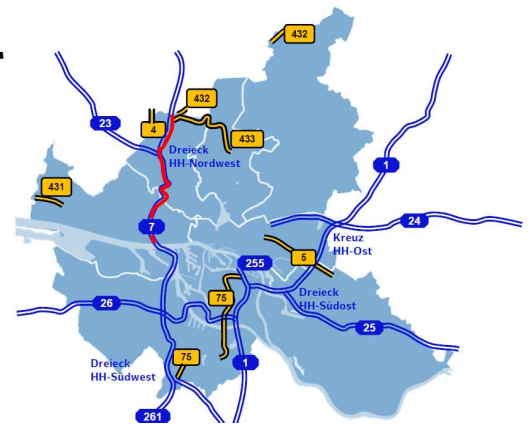 432
23
432
4
433
Dreieck
HH-Nordwest
1
431
7
24
Kreuz
HH-Ost
5
255
Dreieck
HH-Südost
75
26
25
Dreieck
HH-Südwest
75
1
261